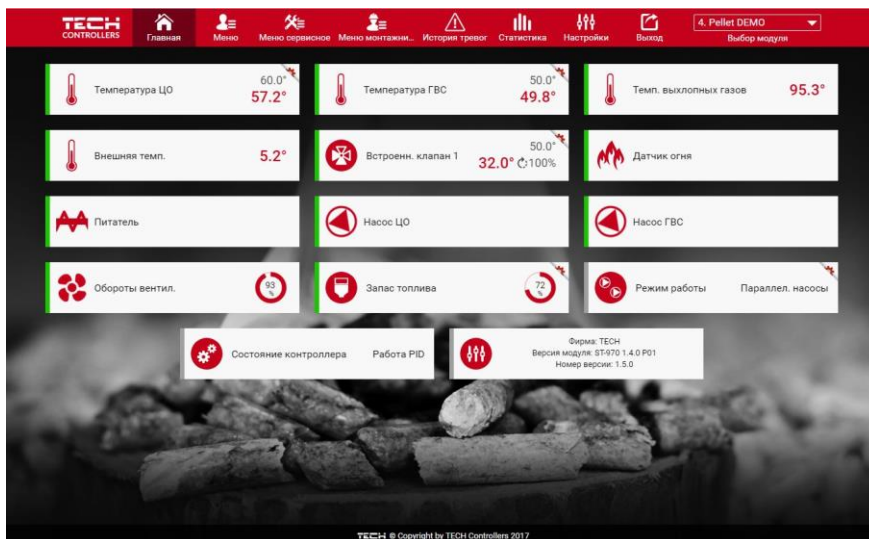 TECH
CONTROLLERS
Главная
Меню
Меню сервисное
Меню монтажни...
История тревог
Статистика
Настройки
Выход
4. Pellet DEMO
Выбор модуля
Температура ЦО
60.0°
57.2°
Температура ГВС
50.0°
49.8°
Темп. выхлопных газов
95.3°
Внешняя темп.
5.2°
Встроенн. клапан 1
50.0°
32.0° 100%
Датчик огня
Питатель
Насос ЦО
Насос ГВС
Обороты вентил.
93
%
Запас топлива
72
%
Режим работы
Параллел. насосы
Состояние контроллера
Работа PID
Фирма: TECH
Версия модуля: ST-970 1.4.0 P01
Номер версии: 1.5.0
TECH © Copyright by TECH Controllers 2017